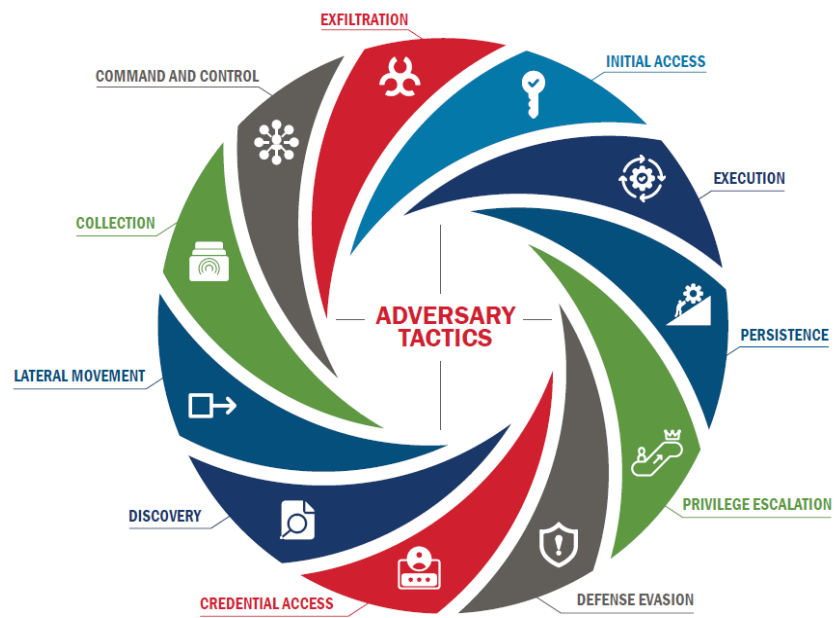 EXFILTRATION
INITIAL ACCESS
COMMAND AND CONTROL
EXECUTION
COLLECTION
ADVERSARY
TACTICS
PERSISTENCE
LATERAL MOVEMENT
PRIVILEGE ESCALATION
DISCOVERY
DEFENSE EVASION
CREDENTIAL ACCESS